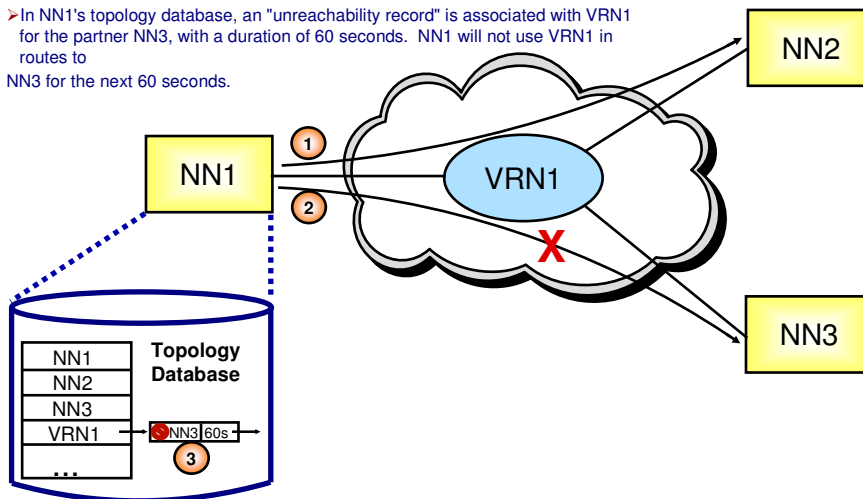 ➢In NN1's topology database, an "unreachability record" is associated with VRN1
for the partner NN3, with a duration of 60 seconds. NN1 will not use VRN1 in
routes to
NN3 for the next 60 seconds.
NN2
1
NN1
VRN1
2
X
NN3
Topology
Database
NN1
NN2
NN3
VRN1
NN3 60s
3
...